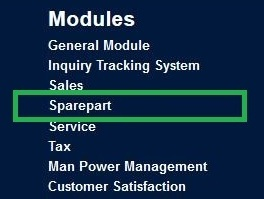 Modules
General Module
Inquiry Tracking System
Sales
Sparepart
Service
Tax
Man Power Management
Customer Satisfaction